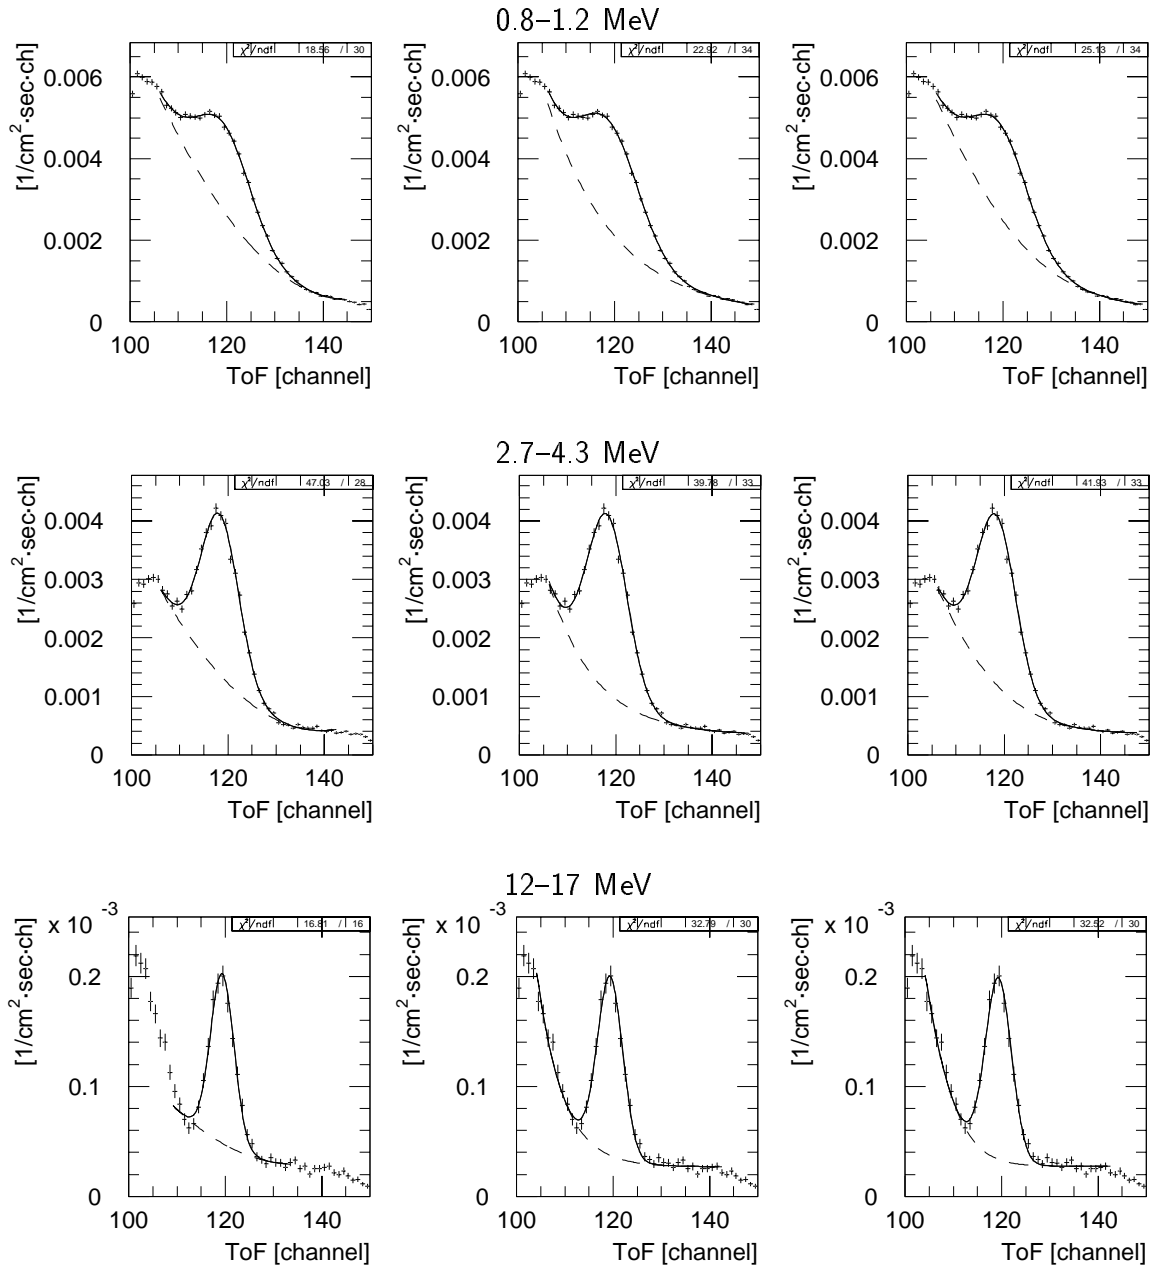 0.8–1.2 MeV
χ²/ndf 18.56 / 30
χ²/ndf 22.92 / 34
χ²/ndf 25.13 / 34
[1/cm²·sec·ch]
[1/cm²·sec·ch]
[1/cm²·sec·ch]
0.006
0.006
0.006
0.004
0.004
0.004
0.002
0.002
0.002
0
0
0
100 120 140
100 120 140
100 120 140
ToF [channel]
ToF [channel]
ToF [channel]
2.7–4.3 MeV
χ²/ndf 47.03 / 28
χ²/ndf 39.78 / 33
χ²/ndf 41.93 / 33
[1/cm²·sec·ch]
[1/cm²·sec·ch]
[1/cm²·sec·ch]
0.004
0.004
0.004
0.003
0.003
0.003
0.002
0.002
0.002
0.001
0.001
0.001
0
0
0
100 120 140
100 120 140
100 120 140
ToF [channel]
ToF [channel]
ToF [channel]
12–17 MeV
x 10⁻³
x 10⁻³
x 10⁻³
χ²/ndf 16.81 / 16
χ²/ndf 32.79 / 30
χ²/ndf 32.52 / 30
[1/cm²·sec·ch]
[1/cm²·sec·ch]
[1/cm²·sec·ch]
0.2
0.2
0.2
0.1
0.1
0.1
0
0
0
100 120 140
100 120 140
100 120 140
ToF [channel]
ToF [channel]
ToF [channel]